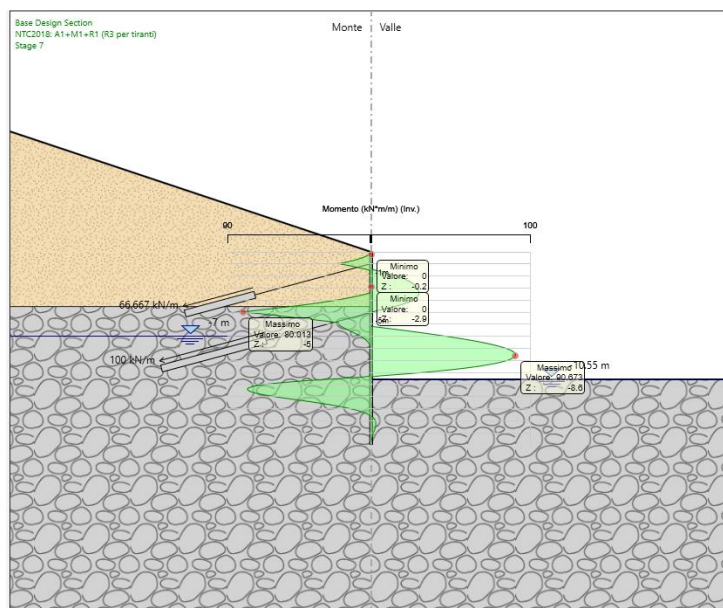 Base Design Section
NTC2018: A1+M1+R1 (R3 per tiranti)
Stage 7
Monte Valle
Momento (kN*m/m) (Inv.)
90 100
-1m
Minimo
Valore: 0
Z : -0.2
66.667 kN/m
Minimo
Valore: 0
Z : -2.9
-7 m
Massimo
Valore: 80.013
Z : -5
100 kN/m
Massimo
Valore: 90.673
Z : -8.6
10.55 m